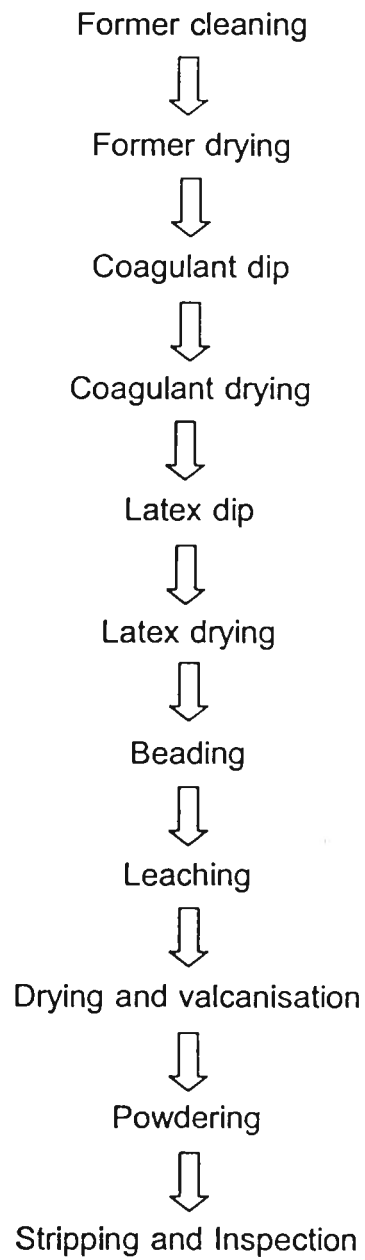 Former cleaning
Former drying
Coagulant dip
Coagulant drying
Latex dip
Latex drying
Beading
Leaching
Drying and valcanisation
Powdering
Stripping and Inspection